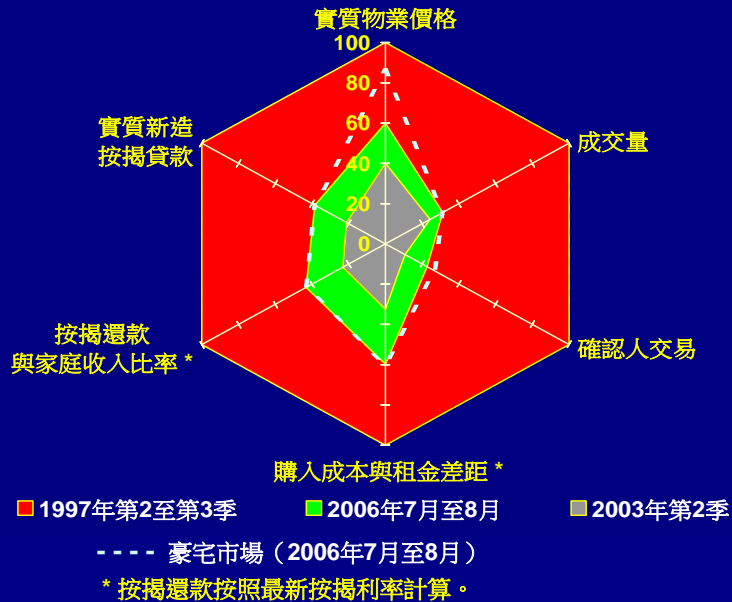 實質物業價格
100
80
60
40
20
0
實質新造
按揭貸款
成交量
按揭還款
與家庭收入比率 *
確認人交易
購入成本與租金差距 *
1997年第2至第3季
2006年7月至8月
2003年第2季
豪宅市場（2006年7月至8月）
* 按揭還款按照最新按揭利率計算。